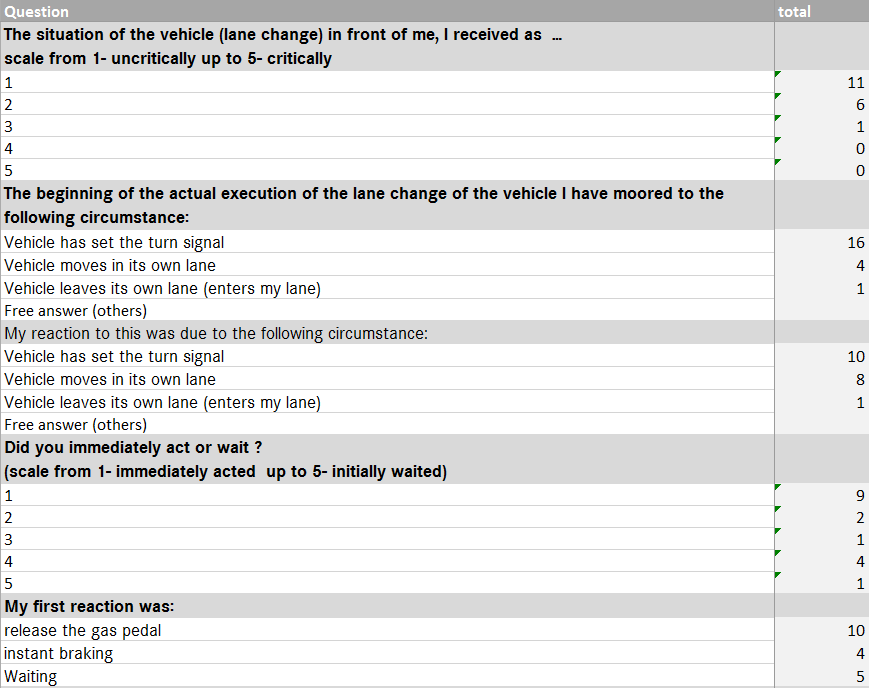 Question total
The situation of the vehicle (lane change) in front of me, I received as ...
scale from 1- uncritically up to 5- critically
1 11
2 6
3 1
4 0
5 0
The beginning of the actual execution of the lane change of the vehicle I have moored to the
following circumstance:
Vehicle has set the turn signal 16
Vehicle moves in its own lane 4
Vehicle leaves its own lane (enters my lane) 1
Free answer (others)
My reaction to this was due to the following circumstance:
Vehicle has set the turn signal 10
Vehicle moves in its own lane 8
Vehicle leaves its own lane (enters my lane) 1
Free answer (others)
Did you immediately act or wait ?
(scale from 1- immediately acted up to 5- initially waited)
1 9
2 2
3 1
4 4
5 1
My first reaction was:
release the gas pedal 10
instant braking 4
Waiting 5